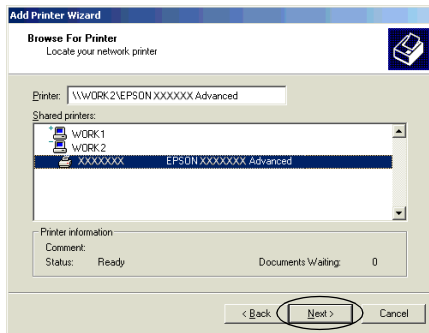 Add Printer Wizard
Browse For Printer
Locate your network printer
Printer: \\WORK2\EPSON XXXXXX Advanced
Shared printers:
WORK1
WORK2
XXXXXXX EPSON XXXXXXX Advanced
Printer information
Comment:
Status: Ready Documents Waiting: 0
< Back Next > Cancel